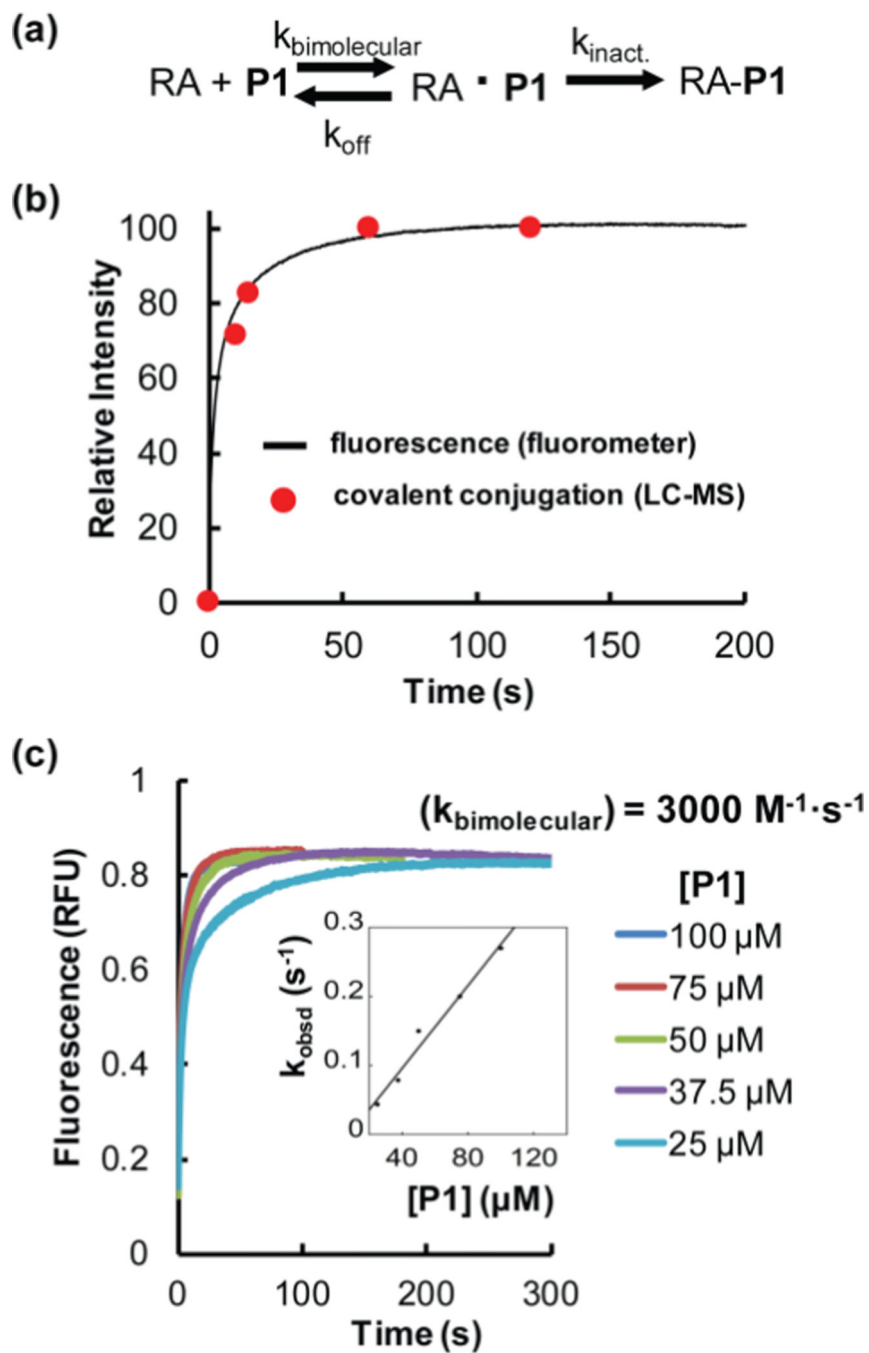 (a)
k bimolecular
k inact.
RA + P1
RA · P1
RA-P1
k off
(b)
100
80
60
40
20
0
Relative Intensity
fluorescence (fluorometer)
covalent conjugation (LC-MS)
0 50 100 150 200
Time (s)
(c)
(k bimolecular) = 3000 M-1·s-1
1
0.8
0.6
0.4
0.2
0
Fluorescence (RFU)
[P1]
100 µM
75 µM
50 µM
37.5 µM
25 µM
0.3
0.2
0.1
0
k obsd (s-1)
40 80 120
[P1] (µM)
0 100 200 300
Time (s)